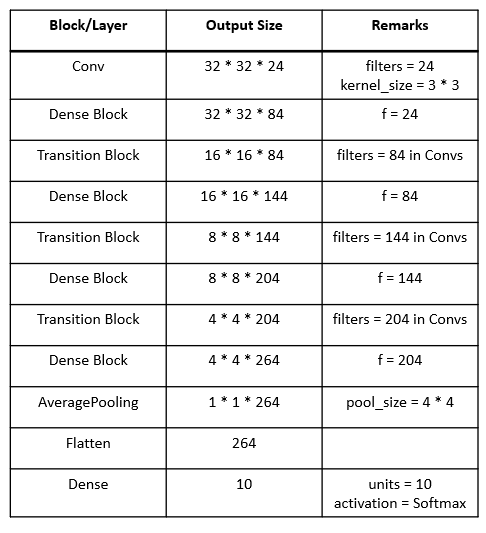 Block/Layer Output Size Remarks
Conv 32 * 32 * 24 filters = 24
kernel_size = 3 * 3
Dense Block 32 * 32 * 84 f = 24
Transition Block 16 * 16 * 84 filters = 84 in Convs
Dense Block 16 * 16 * 144 f = 84
Transition Block 8 * 8 * 144 filters = 144 in Convs
Dense Block 8 * 8 * 204 f = 144
Transition Block 4 * 4 * 204 filters = 204 in Convs
Dense Block 4 * 4 * 264 f = 204
AveragePooling 1 * 1 * 264 pool_size = 4 * 4
Flatten 264
Dense 10 units = 10
activation = Softmax